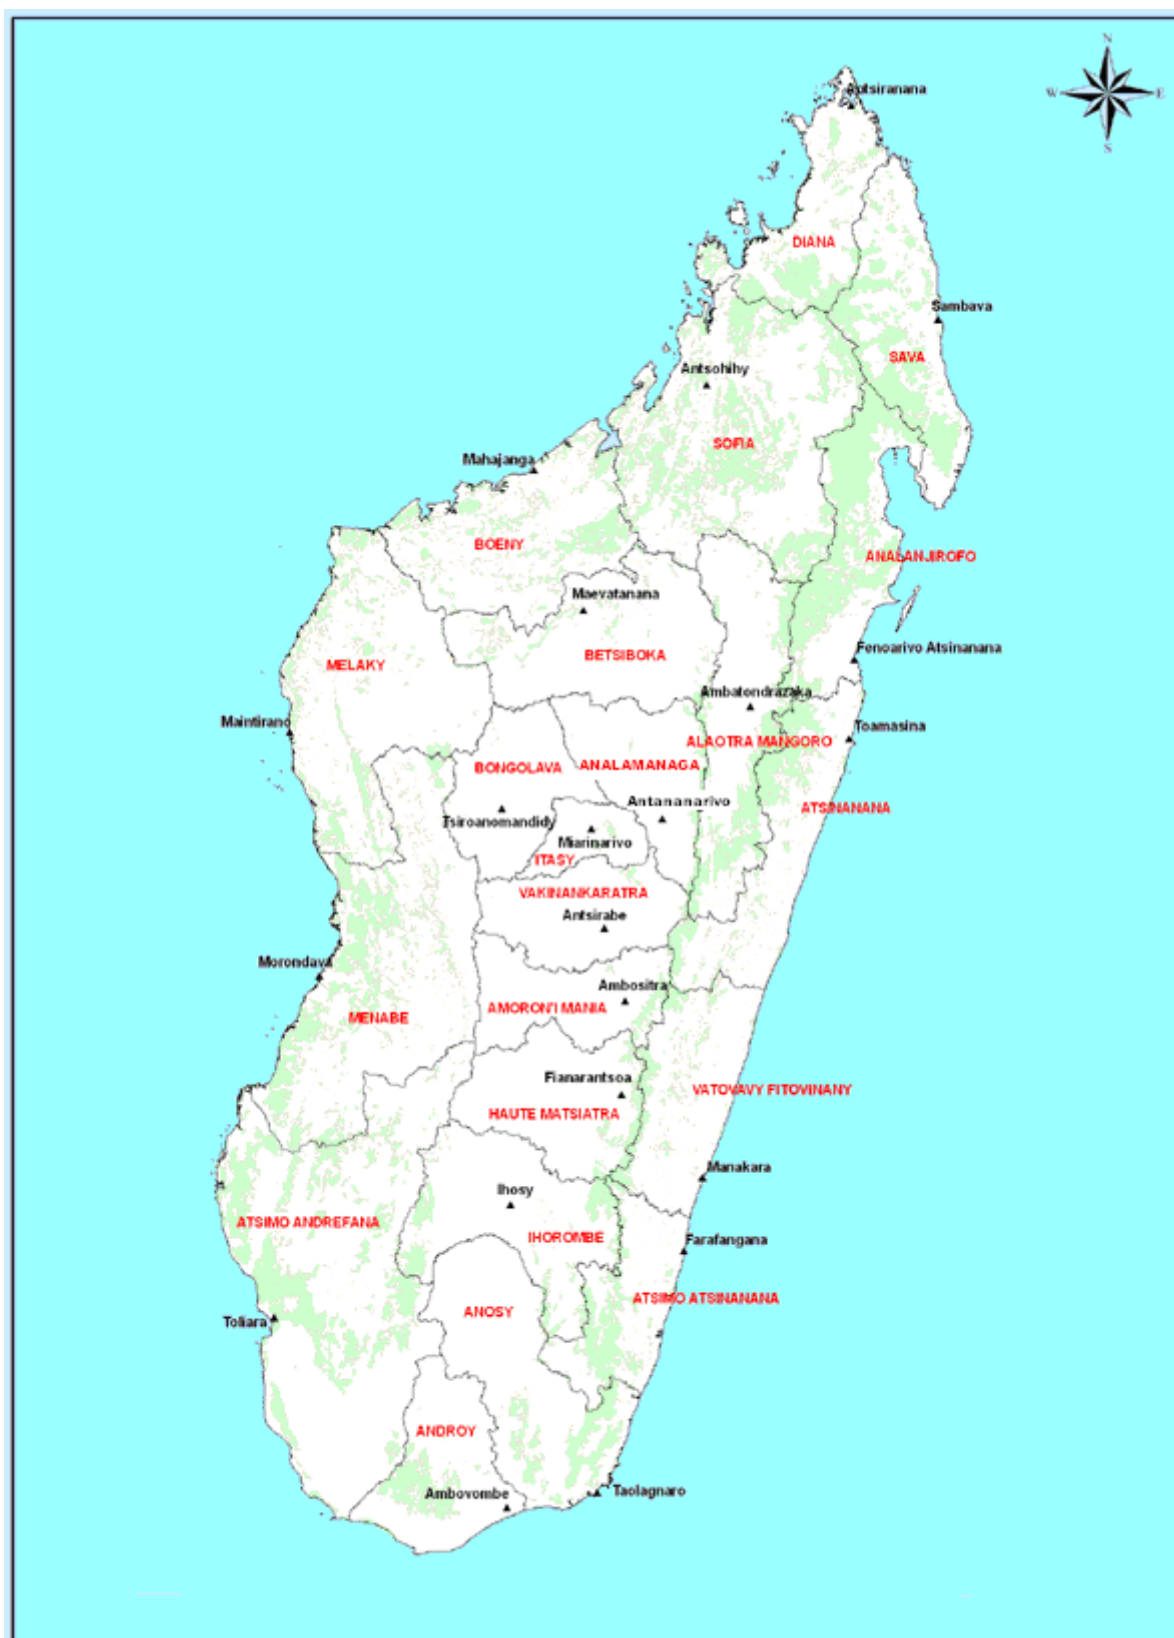 N
Antsiranana
W
E
S
DIANA
Sambava
SAVA
Antsohihy
SOFIA
Mahajanga
BOENY
ANALANJIROFO
Maevatanana
Fenoarivo Atsinanana
BETSIBOKA
MELAKY
Ambatondrazaka
Maintirano
Toamasina
ALAOTRA MANGORO
BONGOLAVA
ANALAMANAGA
Antananarivo
ATSINANANA
Tsiroanomandidy
Miarinarivo
ITASY
VAKINANKARATRA
Antsirabe
Morondava
Ambositra
AMORON'I MANIA
MENABE
Fianarantsoa
VATOVAVY FITOVINANY
HAUTE MATSIATRA
Manakara
Ihosy
ATSIMO ANDREFANA
IHOROMBE
Farafangana
ATSIMO ATSINANANA
ANOSY
Toliara
ANDROY
Ambovombe
Taolagnaro